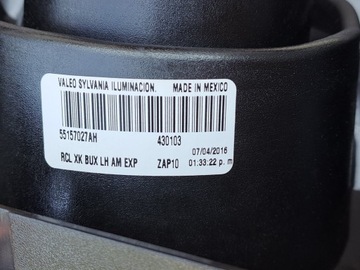 VALEO SYLVANIA ILUMINACION. MADE IN MEXICO
55157027AH 430103
07/04/2016
RCL XK BUX LH AM EXP ZAP10 01:33:22 p. m